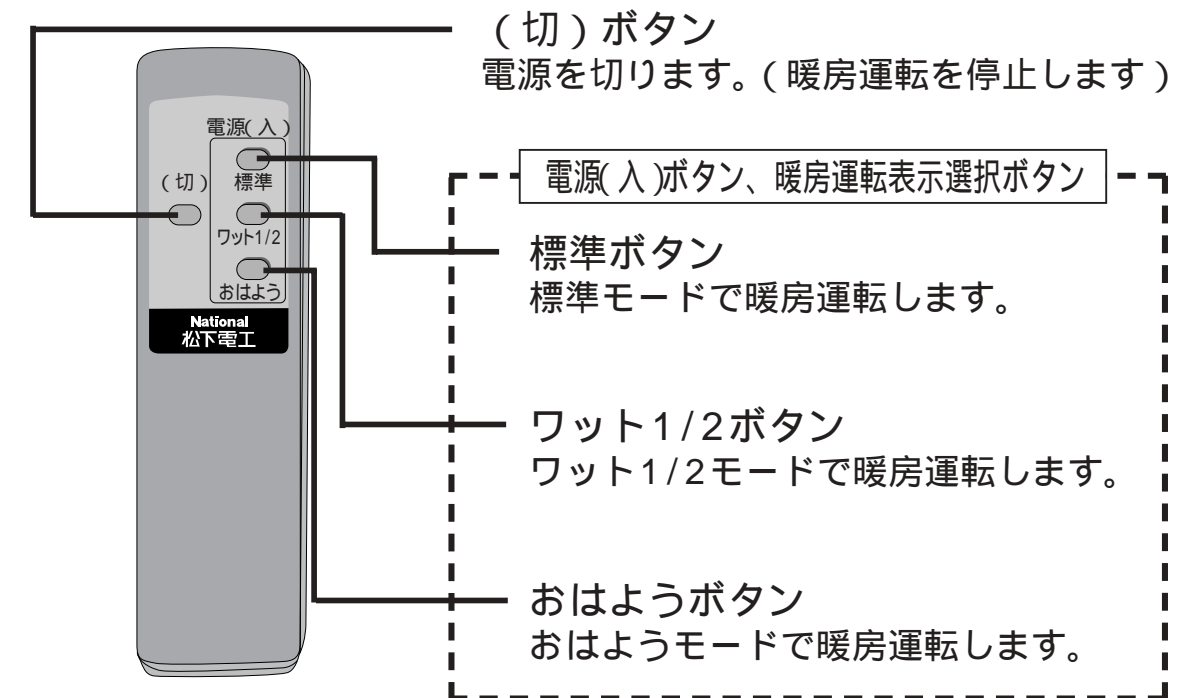 (切)ボタン
電源を切ります。(暖房運転を停止します)
電源(入)
(切)
標準
ワット1/2
おはよう
National
松下電工
電源(入)ボタン、暖房運転表示選択ボタン
標準ボタン
標準モードで暖房運転します。
ワット1/2ボタン
ワット1/2モードで暖房運転します。
おはようボタン
おはようモードで暖房運転します。